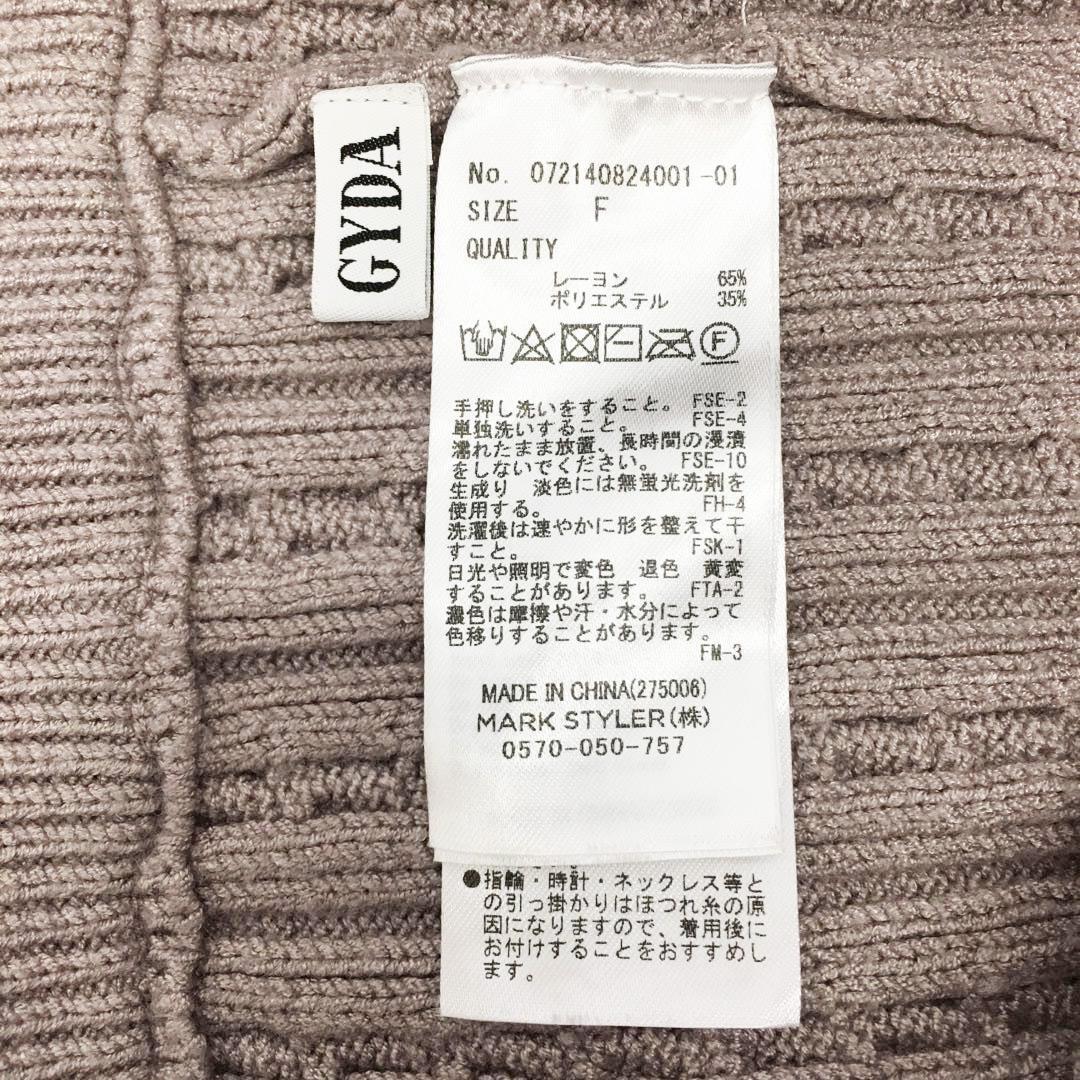 GYDA
No. 072140824001-01
SIZE F
QUALITY
レーヨン 65%
ポリエステル 35%
F
手押し洗いをすること。 FSE-2
単独洗いすること。 FSE-4
濡れたまま放置、長時間の浸漬
をしないでください。 FSE-10
生成り 淡色には無蛍光洗剤を
使用する。 FH-4
洗濯後は速やかに形を整えて干
すこと。 FSK-1
日光や照明で変色 退色 黄変
することがあります。 FTA-2
濃色は摩擦や汗・水分によって
色移りすることがあります。
FM-3
MADE IN CHINA(275006)
MARK STYLER(株)
0570-050-757
●指輪・時計・ネックレス等と
の引っ掛かりはほつれ糸の原
因になりますので、着用後に
お付けすることをおすすめし
ます。